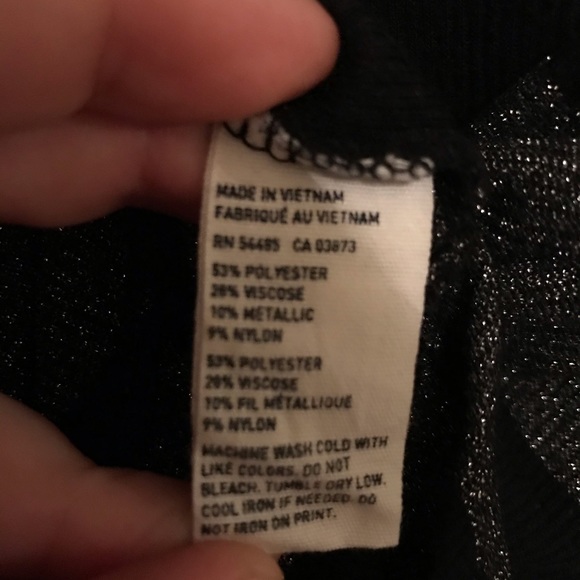 MADE IN VIETNAM
FABRIQUÉ AU VIETNAM
RN 54485 CA 03873
53% POLYESTER
28% VISCOSE
10% METALLIC
9% NYLON
53% POLYESTER
28% VISCOSE
10% FIL MÉTALLIQUE
9% NYLON
MACHINE WASH COLD WITH
LIKE COLORS. DO NOT
BLEACH. TUMBLE DRY LOW.
COOL IRON IF NEEDED. DO
NOT IRON ON PRINT.